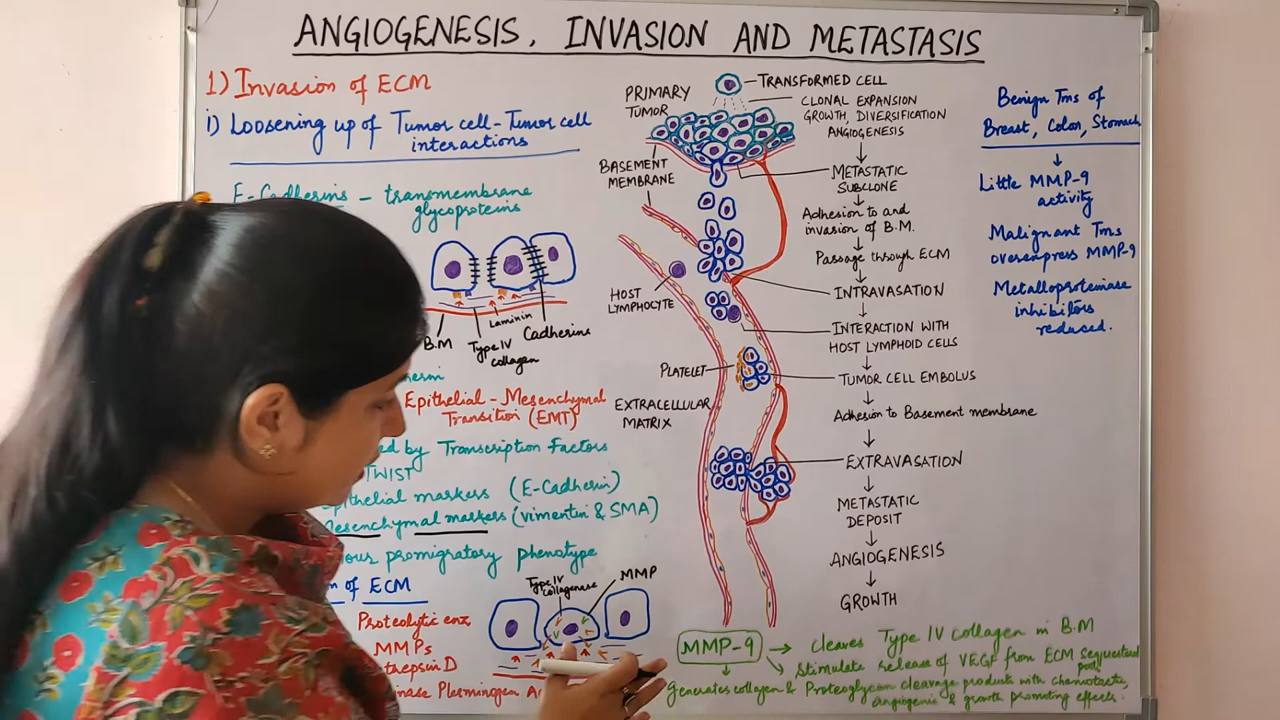 ANGIOGENESIS, INVASION AND METASTASIS
1) Invasion of ECM
i) Loosening up of Tumor cell-Tumor cell
interactions
E-Cadherins - transmembrane
glycoproteins
B.M
Type IV
collagen
Laminin
Cadherins
Epithelial-Mesenchymal
Transition (EMT)
by Transcription Factors
TWIST
markers (E-Cadherin)
Mesenchymal markers (vimentin & SMA)
promigratory phenotype
of ECM
Proteolytic enz
MMPs
D
Plasminogen
Type IV
collagenase
MMP
PRIMARY
TUMOR
BASEMENT
MEMBRANE
HOST
LYMPHOCYTE
PLATELET
EXTRACELLULAR
MATRIX
TRANSFORMED CELL
CLONAL EXPANSION
GROWTH, DIVERSIFICATION
ANGIOGENESIS
METASTATIC
SUBCLONE
Adhesion to and
invasion of B.M.
Passage through ECM
INTRAVASATION
INTERACTION WITH
HOST LYMPHOID CELLS
TUMOR CELL EMBOLUS
Adhesion to Basement membrane
EXTRAVASATION
METASTATIC
DEPOSIT
ANGIOGENESIS
GROWTH
Benign Tms of
Breast, Colon, Stomach
Little MMP-9
activity
Malignant Tms
overexpress MMP-9
Metalloproteinase
inhibitors
reduced.
MMP-9 → cleaves Type IV collagen in B.M
Stimulate release of VEGF from ECM sequestered
pool
Generates collagen & Proteoglycan cleavage products with chemotactic,
angiogenic & growth promoting effects.